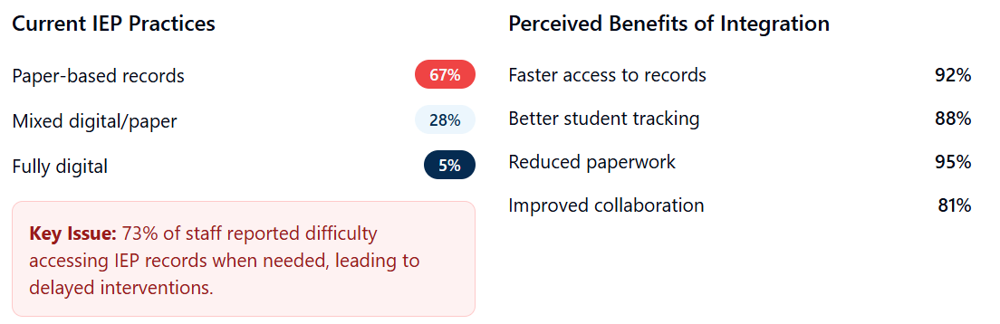 Current IEP Practices
Paper-based records 67%
Mixed digital/paper 28%
Fully digital 5%
Key Issue: 73% of staff reported difficulty
accessing IEP records when needed, leading to
delayed interventions.
Perceived Benefits of Integration
Faster access to records 92%
Better student tracking 88%
Reduced paperwork 95%
Improved collaboration 81%